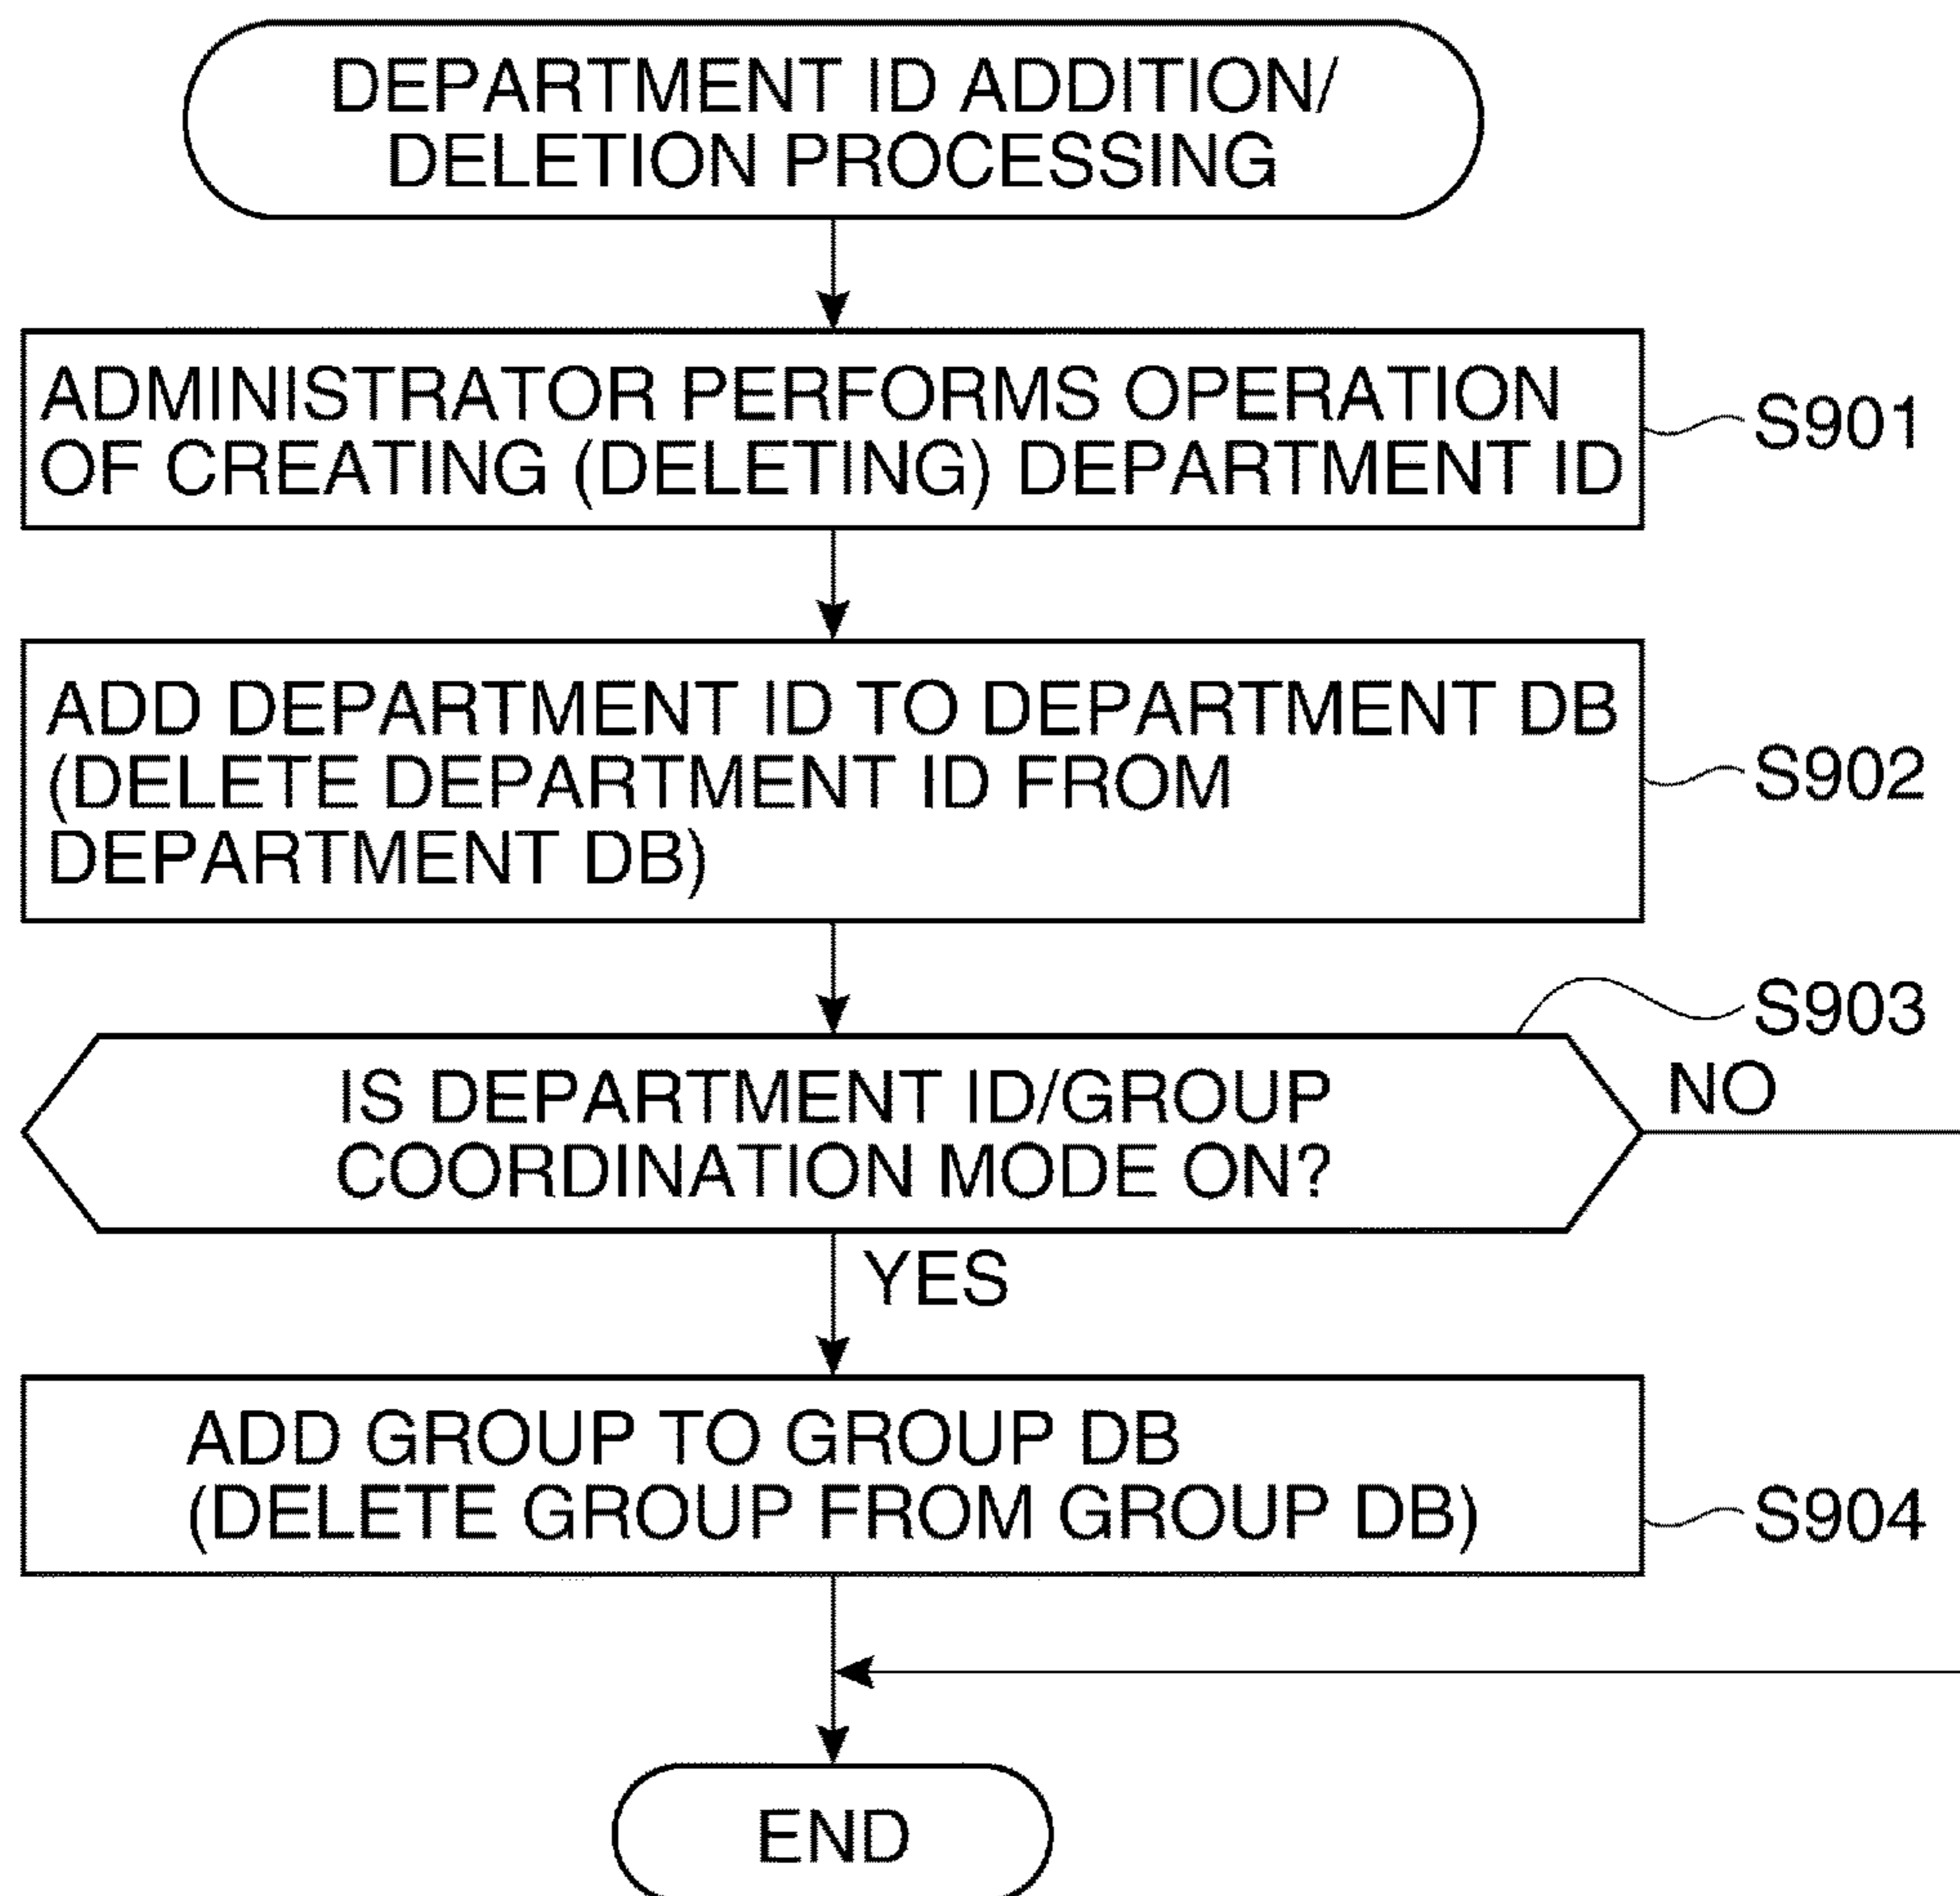 DEPARTMENT ID ADDITION/
DELETION PROCESSING
ADMINISTRATOR PERFORMS OPERATION
OF CREATING (DELETING) DEPARTMENT ID
S901
ADD DEPARTMENT ID TO DEPARTMENT DB
(DELETE DEPARTMENT ID FROM
DEPARTMENT DB)
S902
S903
IS DEPARTMENT ID/GROUP
COORDINATION MODE ON?
NO
YES
ADD GROUP TO GROUP DB
(DELETE GROUP FROM GROUP DB)
S904
END